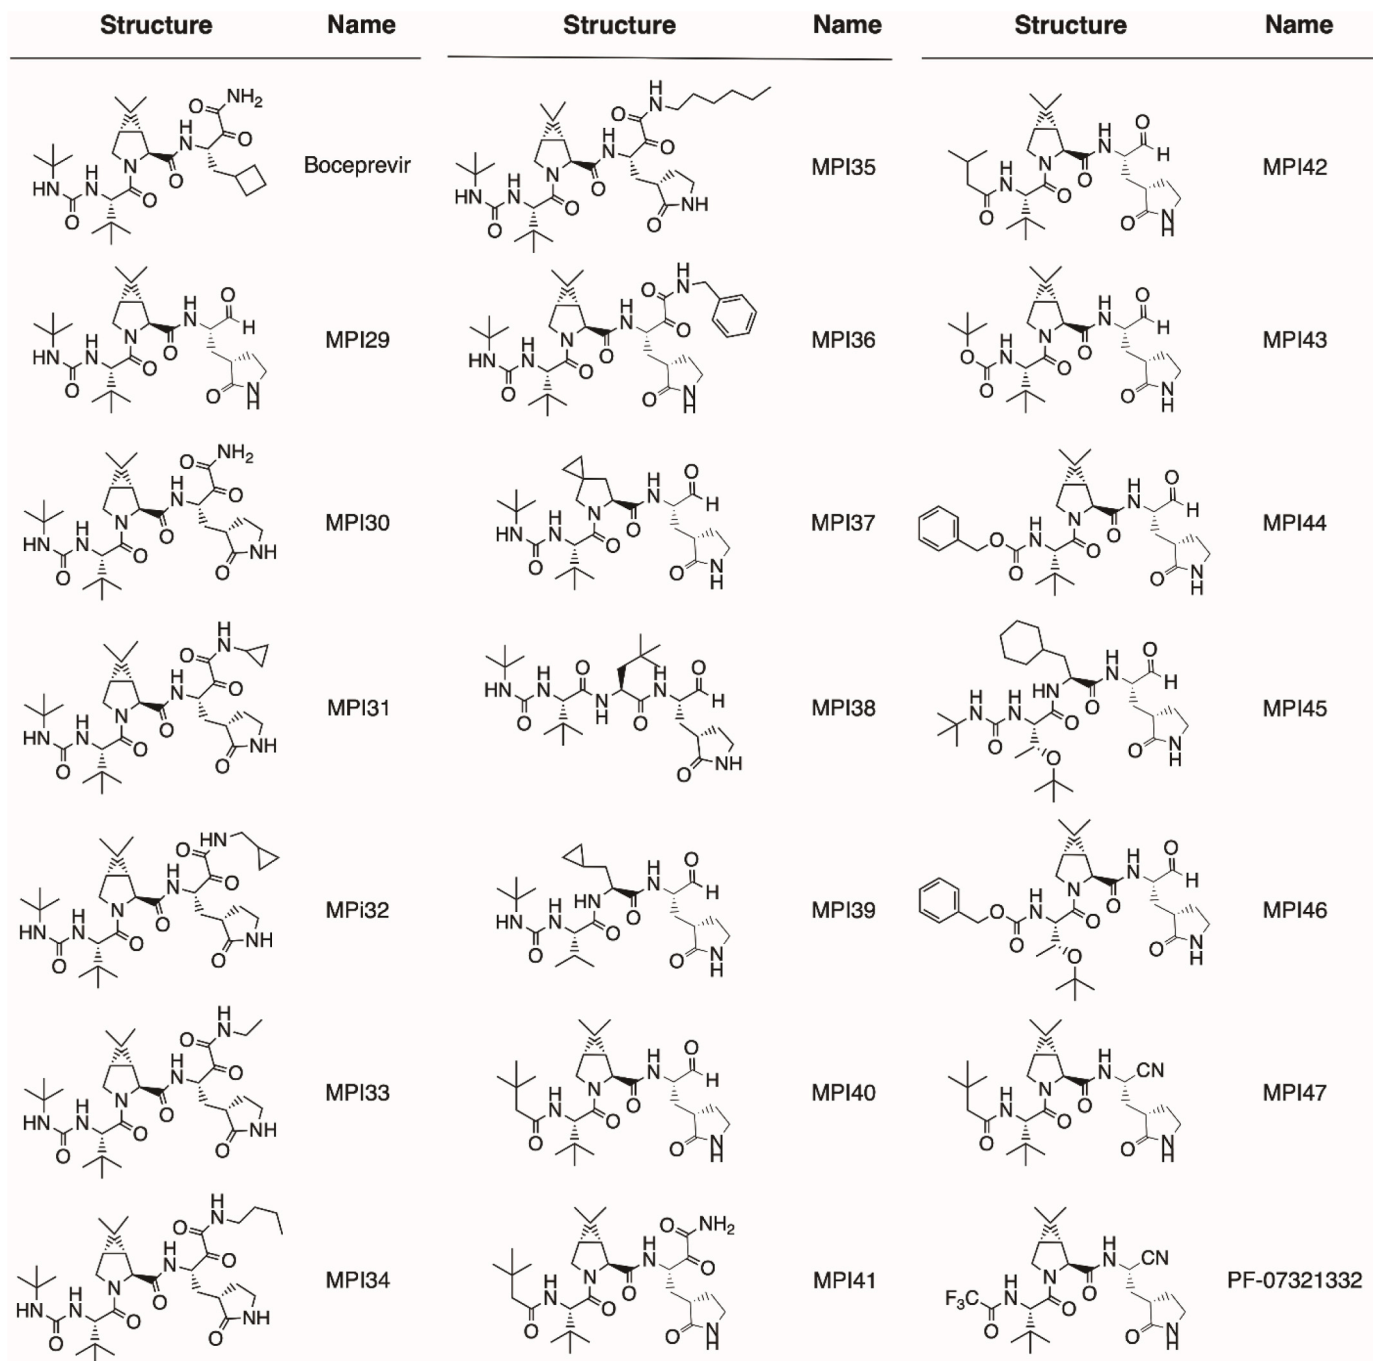 Structure Name Structure Name Structure Name
Boceprevir MPI35 MPI42
MPI29 MPI36 MPI43
MPI30 MPI37 MPI44
MPI31 MPI38 MPI45
MPi32 MPI39 MPI46
MPI33 MPI40 MPI47
MPI34 MPI41 PF-07321332